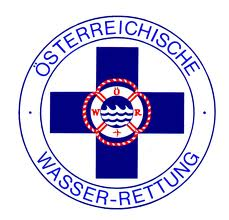 ÖSTERREICHISCHE
WASSER-RETTUNG
Ö
W R